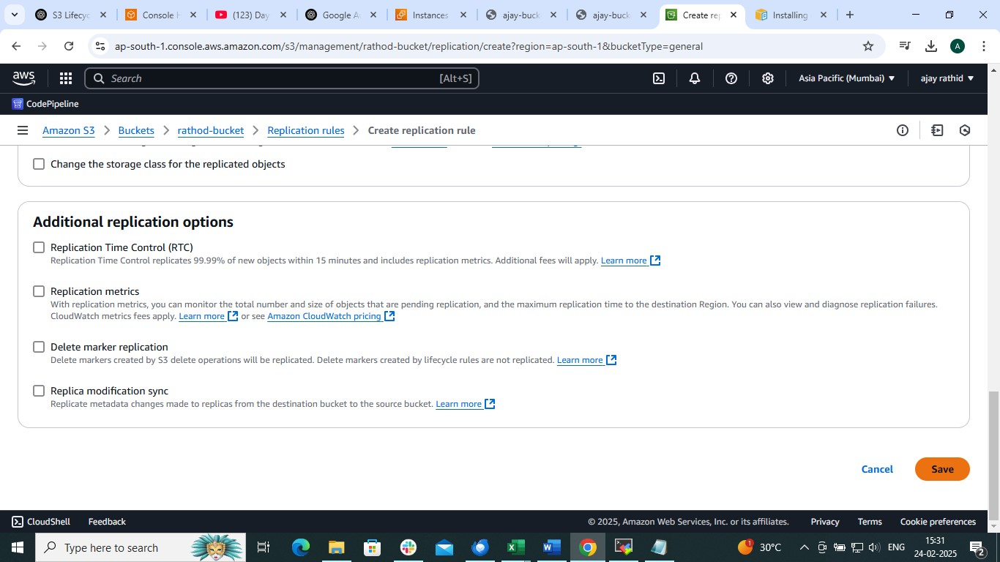 S3 Lifecyc
Console H
(123) Day
Google A
Instances
ajay-buck
ajay-buck
Create rep
Installing
ap-south-1.console.aws.amazon.com/s3/management/rathod-bucket/replication/create?region=ap-south-1&bucketType=general
A
aws
Search
[Alt+S]
Asia Pacific (Mumbai)
ajay rathid
CodePipeline
Amazon S3 > Buckets > rathod-bucket > Replication rules > Create replication rule
Change the storage class for the replicated objects
Additional replication options
Replication Time Control (RTC)
Replication Time Control replicates 99.99% of new objects within 15 minutes and includes replication metrics. Additional fees will apply. Learn more
Replication metrics
With replication metrics, you can monitor the total number and size of objects that are pending replication, and the maximum replication time to the destination Region. You can also view and diagnose replication failures.
CloudWatch metrics fees apply. Learn more or see Amazon CloudWatch pricing
Delete marker replication
Delete markers created by S3 delete operations will be replicated. Delete markers created by lifecycle rules are not replicated. Learn more
Replica modification sync
Replicate metadata changes made to replicas from the destination bucket to the source bucket. Learn more
Cancel
Save
CloudShell
Feedback
© 2025, Amazon Web Services, Inc. or its affiliates.
Privacy
Terms
Cookie preferences
Type here to search
1
30°C
ENG
15:31
24-02-2025
2